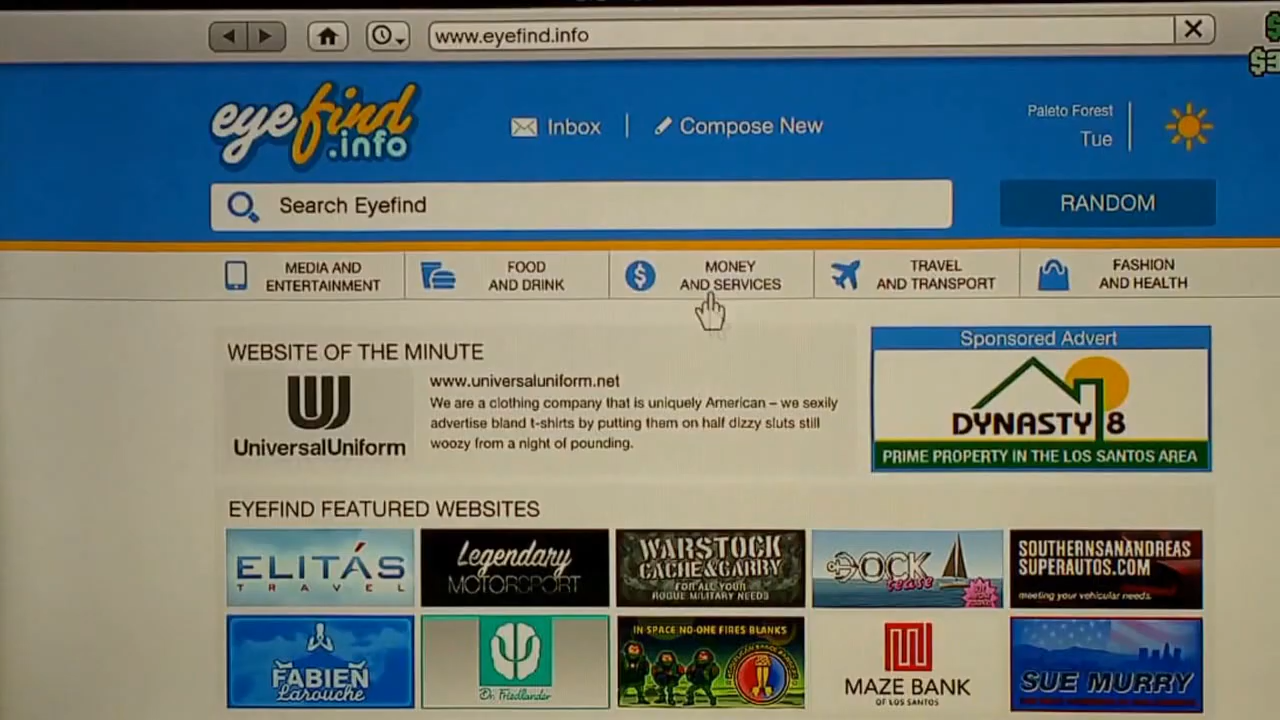 www.eyefind.info
$
$3
eyefind
.info
Inbox
Compose New
Paleto Forest
Tue
Search Eyefind
RANDOM
MEDIA AND
ENTERTAINMENT
FOOD
AND DRINK
MONEY
AND SERVICES
TRAVEL
AND TRANSPORT
FASHION
AND HEALTH
WEBSITE OF THE MINUTE
UniversalUniform
www.universaluniform.net
We are a clothing company that is uniquely American – we sexily
advertise bland t-shirts by putting them on half dizzy sluts still
woozy from a night of pounding.
Sponsored Advert
DYNASTY 8
PRIME PROPERTY IN THE LOS SANTOS AREA
EYEFIND FEATURED WEBSITES
ELITÁS
TRAVEL
Legendary
MOTORSPORT
WARSTOCK
CACHE & CARRY
FOR ALL YOUR
ROGUE MILITARY NEEDS
DOCK
tease
SOUTHERNSANANDREAS
SUPERAUTOS.COM
meeting your vehicular needs.
FABIEN
Larouche
Dr. Friedlander
IN SPACE NO-ONE FIRES BLANKS
MAZE BANK
OF LOS SANTOS
SUE MURRY